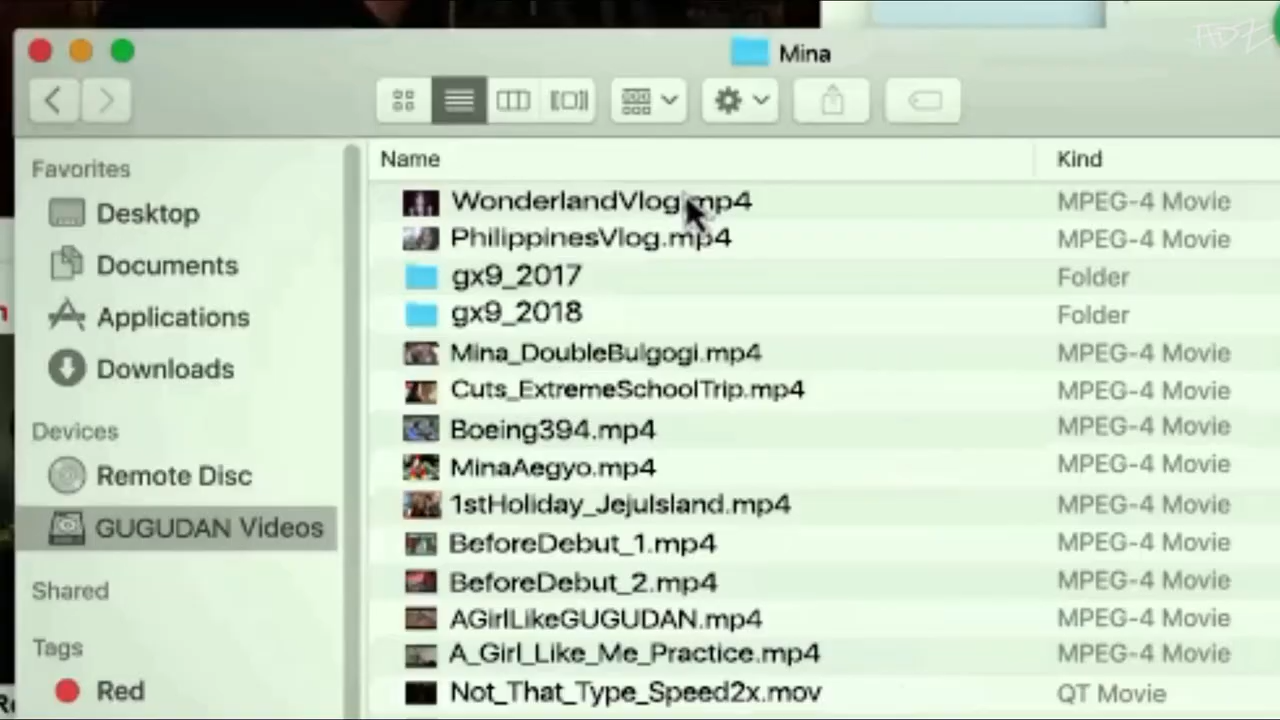 Mina
Name
Kind
Favorites
Desktop
Documents
Applications
Downloads
Devices
Remote Disc
GUGUDAN Videos
Shared
Tags
Red
WonderlandVlog.mp4 MPEG-4 Movie
PhilippinesVlog.mp4 MPEG-4 Movie
gx9_2017 Folder
gx9_2018 Folder
Mina_DoubleBulgogi.mp4 MPEG-4 Movie
Cuts_ExtremeSchoolTrip.mp4 MPEG-4 Movie
Boeing394.mp4 MPEG-4 Movie
MinaAegyo.mp4 MPEG-4 Movie
1stHoliday_JejuIsland.mp4 MPEG-4 Movie
BeforeDebut_1.mp4 MPEG-4 Movie
BeforeDebut_2.mp4 MPEG-4 Movie
AGirlLikeGUGUDAN.mp4 MPEG-4 Movie
A_Girl_Like_Me_Practice.mp4 MPEG-4 Movie
Not_That_Type_Speed2x.mov QT Movie